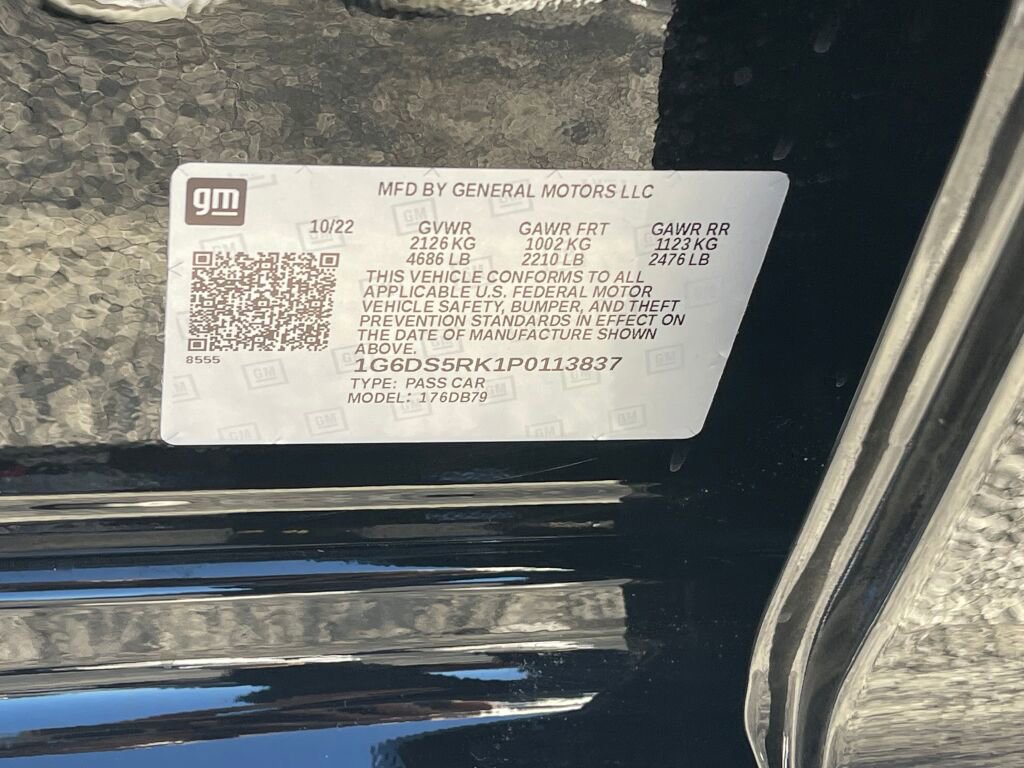 gm
MFD BY GENERAL MOTORS LLC
10/22 GVWR GAWR FRT GAWR RR
2126 KG 1002 KG 1123 KG
4686 LB 2210 LB 2476 LB
THIS VEHICLE CONFORMS TO ALL
APPLICABLE U.S. FEDERAL MOTOR
VEHICLE SAFETY, BUMPER, AND THEFT
PREVENTION STANDARDS IN EFFECT ON
THE DATE OF MANUFACTURE SHOWN
ABOVE.
8555
1G6DS5RK1P0113837
TYPE: PASS CAR
MODEL: 176DB79